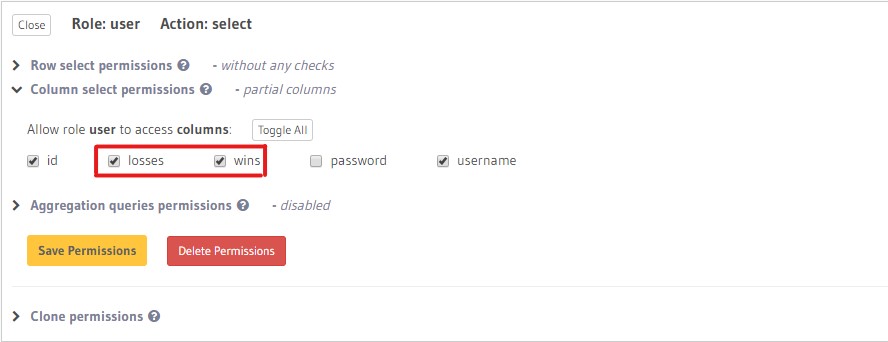 Close Role: user Action: select
Row select permissions ? - without any checks
Column select permissions ? - partial columns
Allow role user to access columns: Toggle All
id losses wins password username
Aggregation queries permissions ? - disabled
Save Permissions Delete Permissions
Clone permissions ?